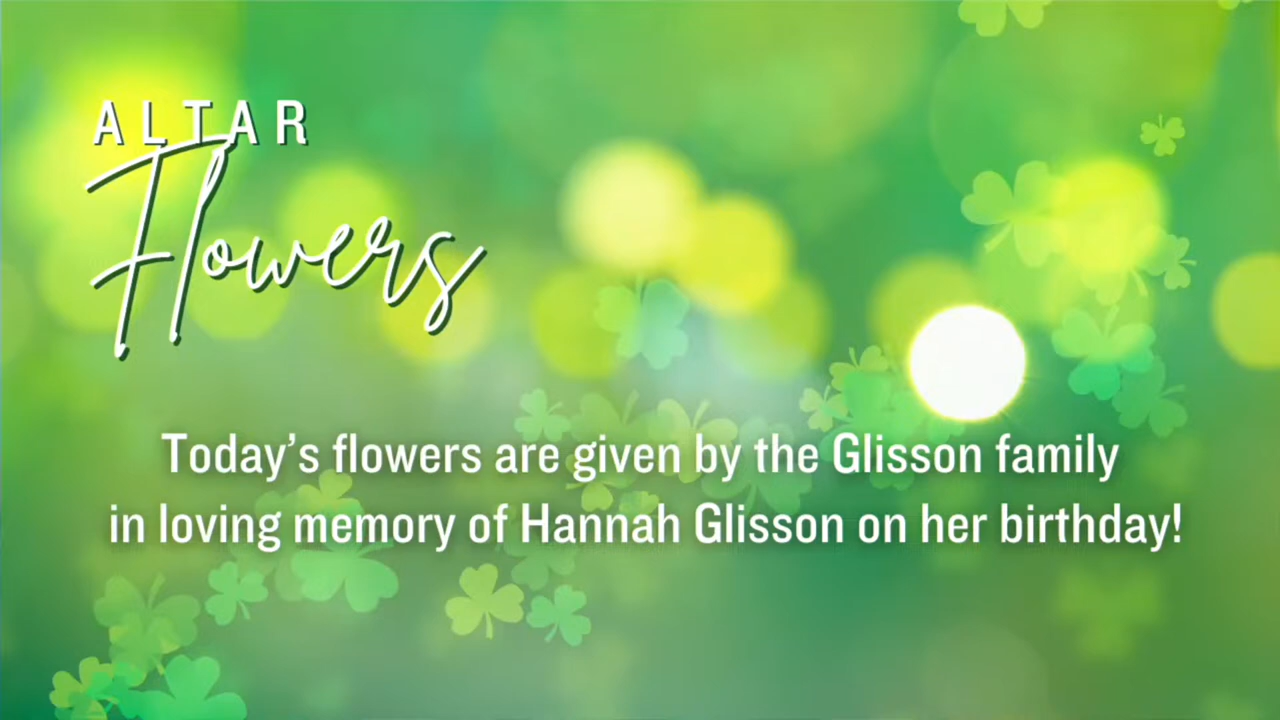 ALTAR
Flowers
Today’s flowers are given by the Glisson family
in loving memory of Hannah Glisson on her birthday!